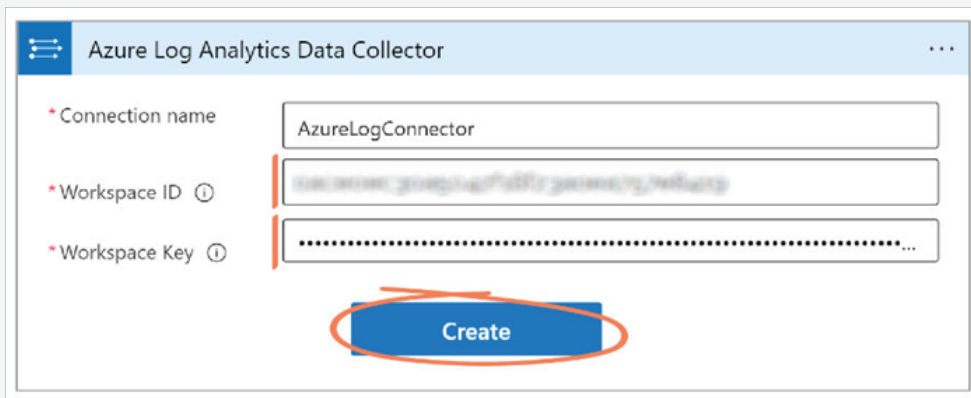 Azure Log Analytics Data Collector
...
* Connection name
AzureLogConnector
* Workspace ID
* Workspace Key
••••••••••••••••••••••••••••••••••••••••••••••••••••••••••••••••••••••••••...
Create